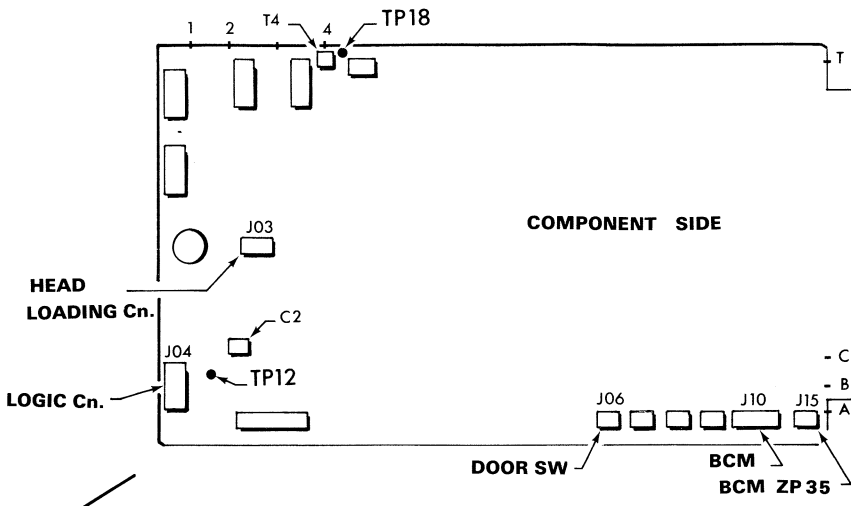 1 2 T4 4 TP18
T
COMPONENT SIDE
J03
HEAD
LOADING Cn.
C2
J04
TP12
LOGIC Cn.
C
B
A
J06 J10 J15
DOOR SW
BCM
BCM ZP35